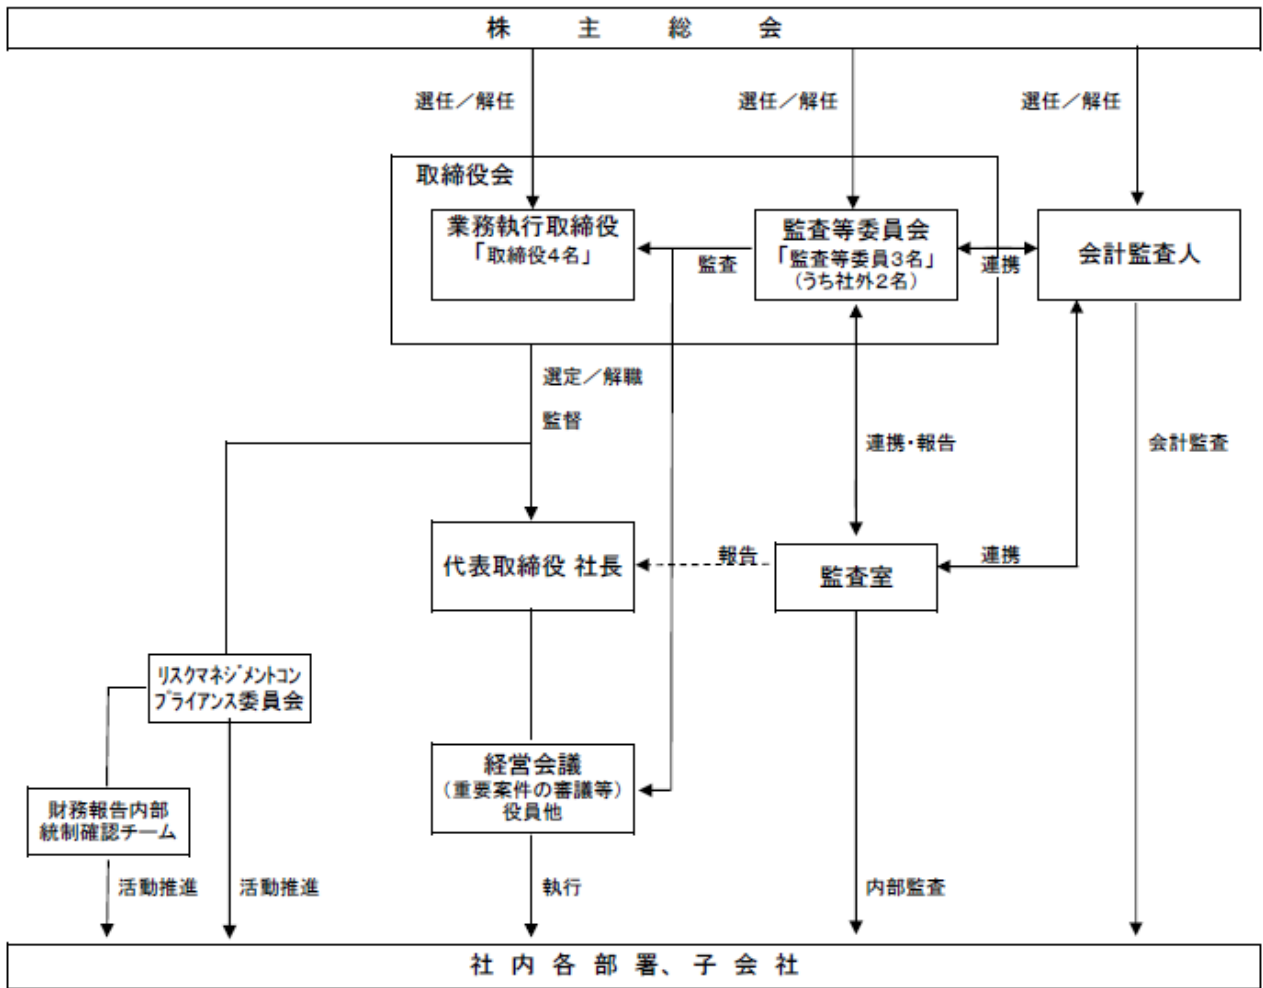 株主総会
選任／解任
選任／解任
選任／解任
取締役会
業務執行取締役
「取締役4名」
監査
監査等委員会
「監査等委員3名」
(うち社外2名)
連携
会計監査人
選定／解職
監督
連携・報告
会計監査
代表取締役 社長
報告
監査室
連携
リスクマネジメントコン
プライアンス委員会
経営会議
(重要案件の審議等)
役員他
財務報告内部
統制確認チーム
活動推進
活動推進
執行
内部監査
社内各部署、子会社